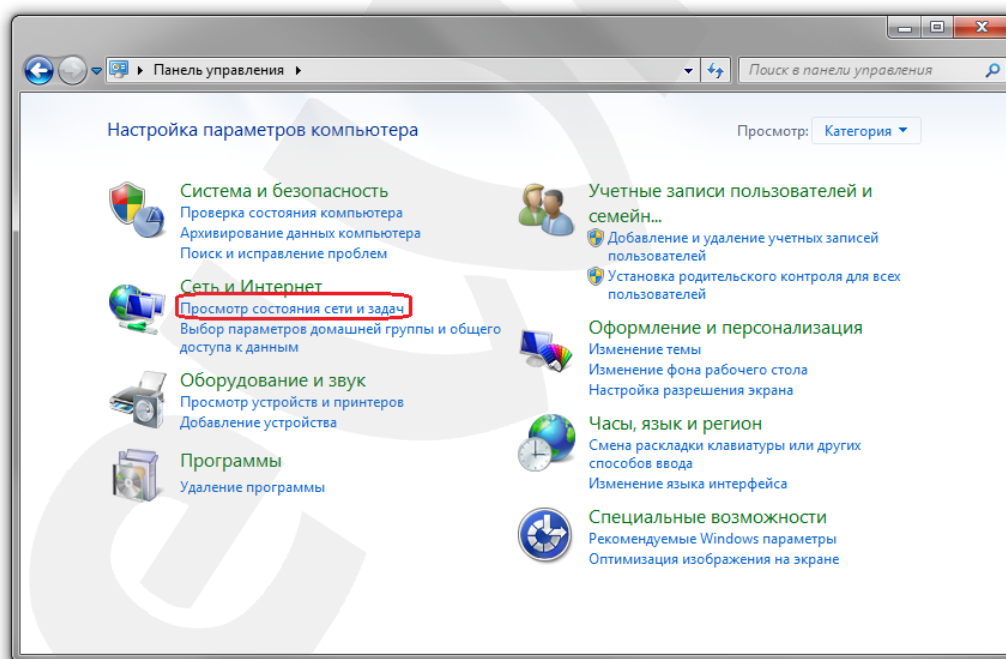 Панель управления
Поиск в панели управления
Настройка параметров компьютера
Просмотр: Категория
Система и безопасность
Проверка состояния компьютера
Архивирование данных компьютера
Поиск и исправление проблем
Сеть и Интернет
Просмотр состояния сети и задач
Выбор параметров домашней группы и общего
доступа к данным
Оборудование и звук
Просмотр устройств и принтеров
Добавление устройства
Программы
Удаление программы
Учетные записи пользователей и
семейн...
Добавление и удаление учетных записей
пользователей
Установка родительского контроля для всех
пользователей
Оформление и персонализация
Изменение темы
Изменение фона рабочего стола
Настройка разрешения экрана
Часы, язык и регион
Смена раскладки клавиатуры или других
способов ввода
Изменение языка интерфейса
Специальные возможности
Рекомендуемые Windows параметры
Оптимизация изображения на экране